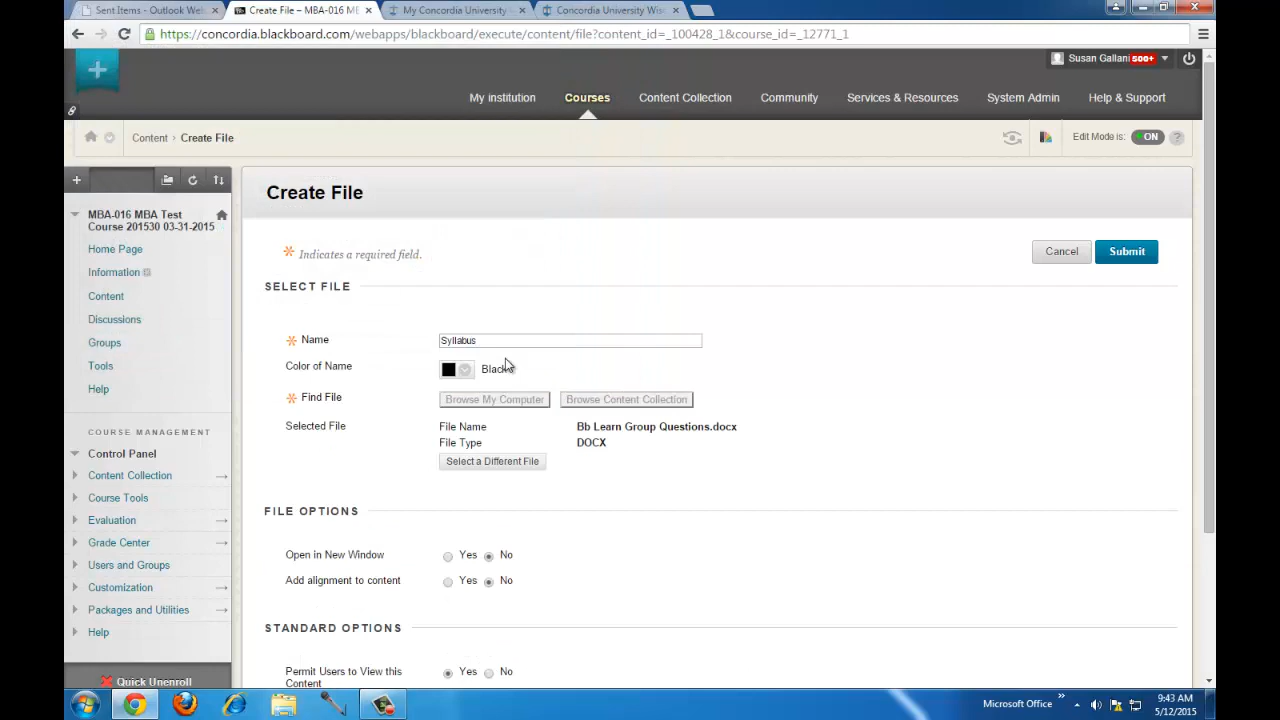 Sent Items - Outlook Web
Create File – MBA-016 ME
My Concordia University
Concordia University Wisc
https://concordia.blackboard.com/webapps/blackboard/execute/content/file?content_id=_100428_1&course_id=_12771_1
Susan Gallani 500+
My institution
Courses
Content Collection
Community
Services & Resources
System Admin
Help & Support
Content > Create File
Edit Mode is: ON ?
MBA-016 MBA Test
Course 201530 03-31-2015
Home Page
Information
Content
Discussions
Groups
Tools
Help
COURSE MANAGEMENT
Control Panel
Content Collection
Course Tools
Evaluation
Grade Center
Users and Groups
Customization
Packages and Utilities
Help
Quick Unenroll
Create File
Indicates a required field.
Cancel
Submit
SELECT FILE
Name
Syllabus
Color of Name
Black
Find File
Browse My Computer
Browse Content Collection
Selected File
File Name
Bb Learn Group Questions.docx
File Type
DOCX
Select a Different File
FILE OPTIONS
Open in New Window
Yes
No
Add alignment to content
Yes
No
STANDARD OPTIONS
Permit Users to View this
Content
Yes
No
Microsoft Office
9:43 AM
5/12/2015